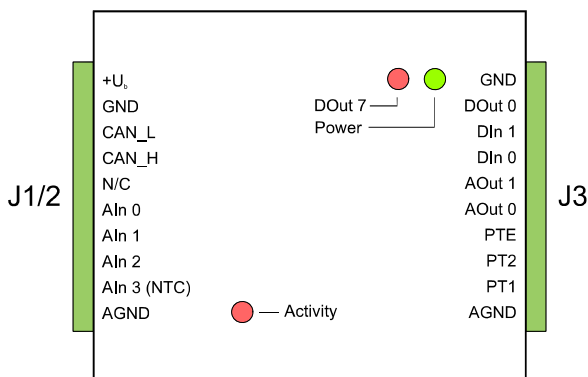 J1/2
+Ub
GND
CAN_L
CAN_H
N/C
AIn 0
AIn 1
AIn 2
AIn 3 (NTC)
AGND
DOut 7
Power
Activity
GND
DOut 0
DIn 1
DIn 0
AOut 1
AOut 0
PTE
PT2
PT1
AGND
J3